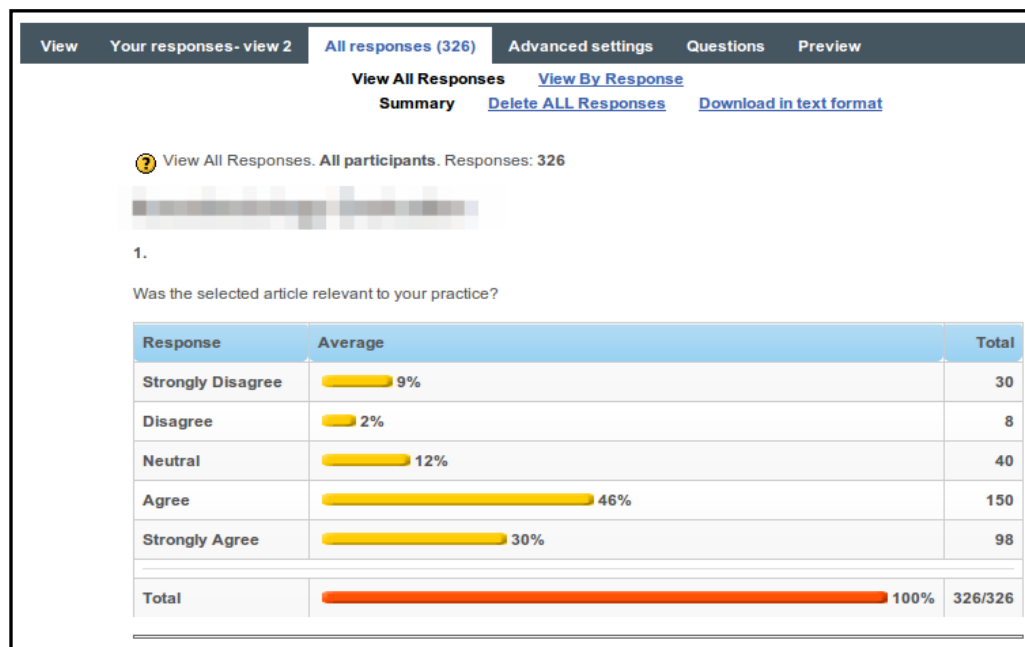 View Your responses- view 2 All responses (326) Advanced settings Questions Preview
View All Responses View By Response
Summary Delete ALL Responses Download in text format
? View All Responses. All participants. Responses: 326
1.
Was the selected article relevant to your practice?
Response Average Total
Strongly Disagree 9% 30
Disagree 2% 8
Neutral 12% 40
Agree 46% 150
Strongly Agree 30% 98
Total 100% 326/326